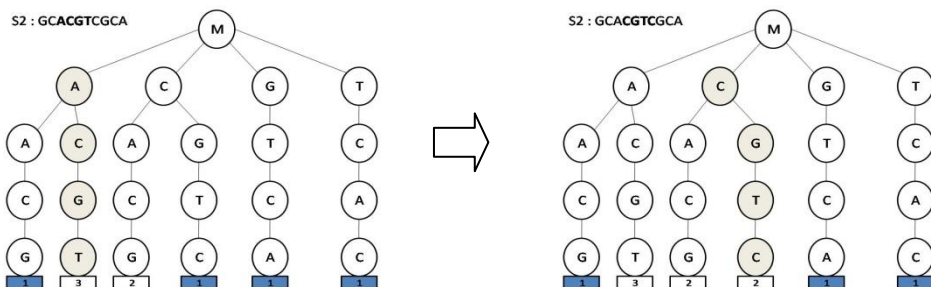 S2 : GCACGTCGCA S2 : GCACGTCGCA
M M
A C G T A C G T
A C A G T C A C A G T C
C G C T C A C G C T C A
G T G C A C G T G C A C
1 3 2 1 1 1 1 3 2 2 1 1